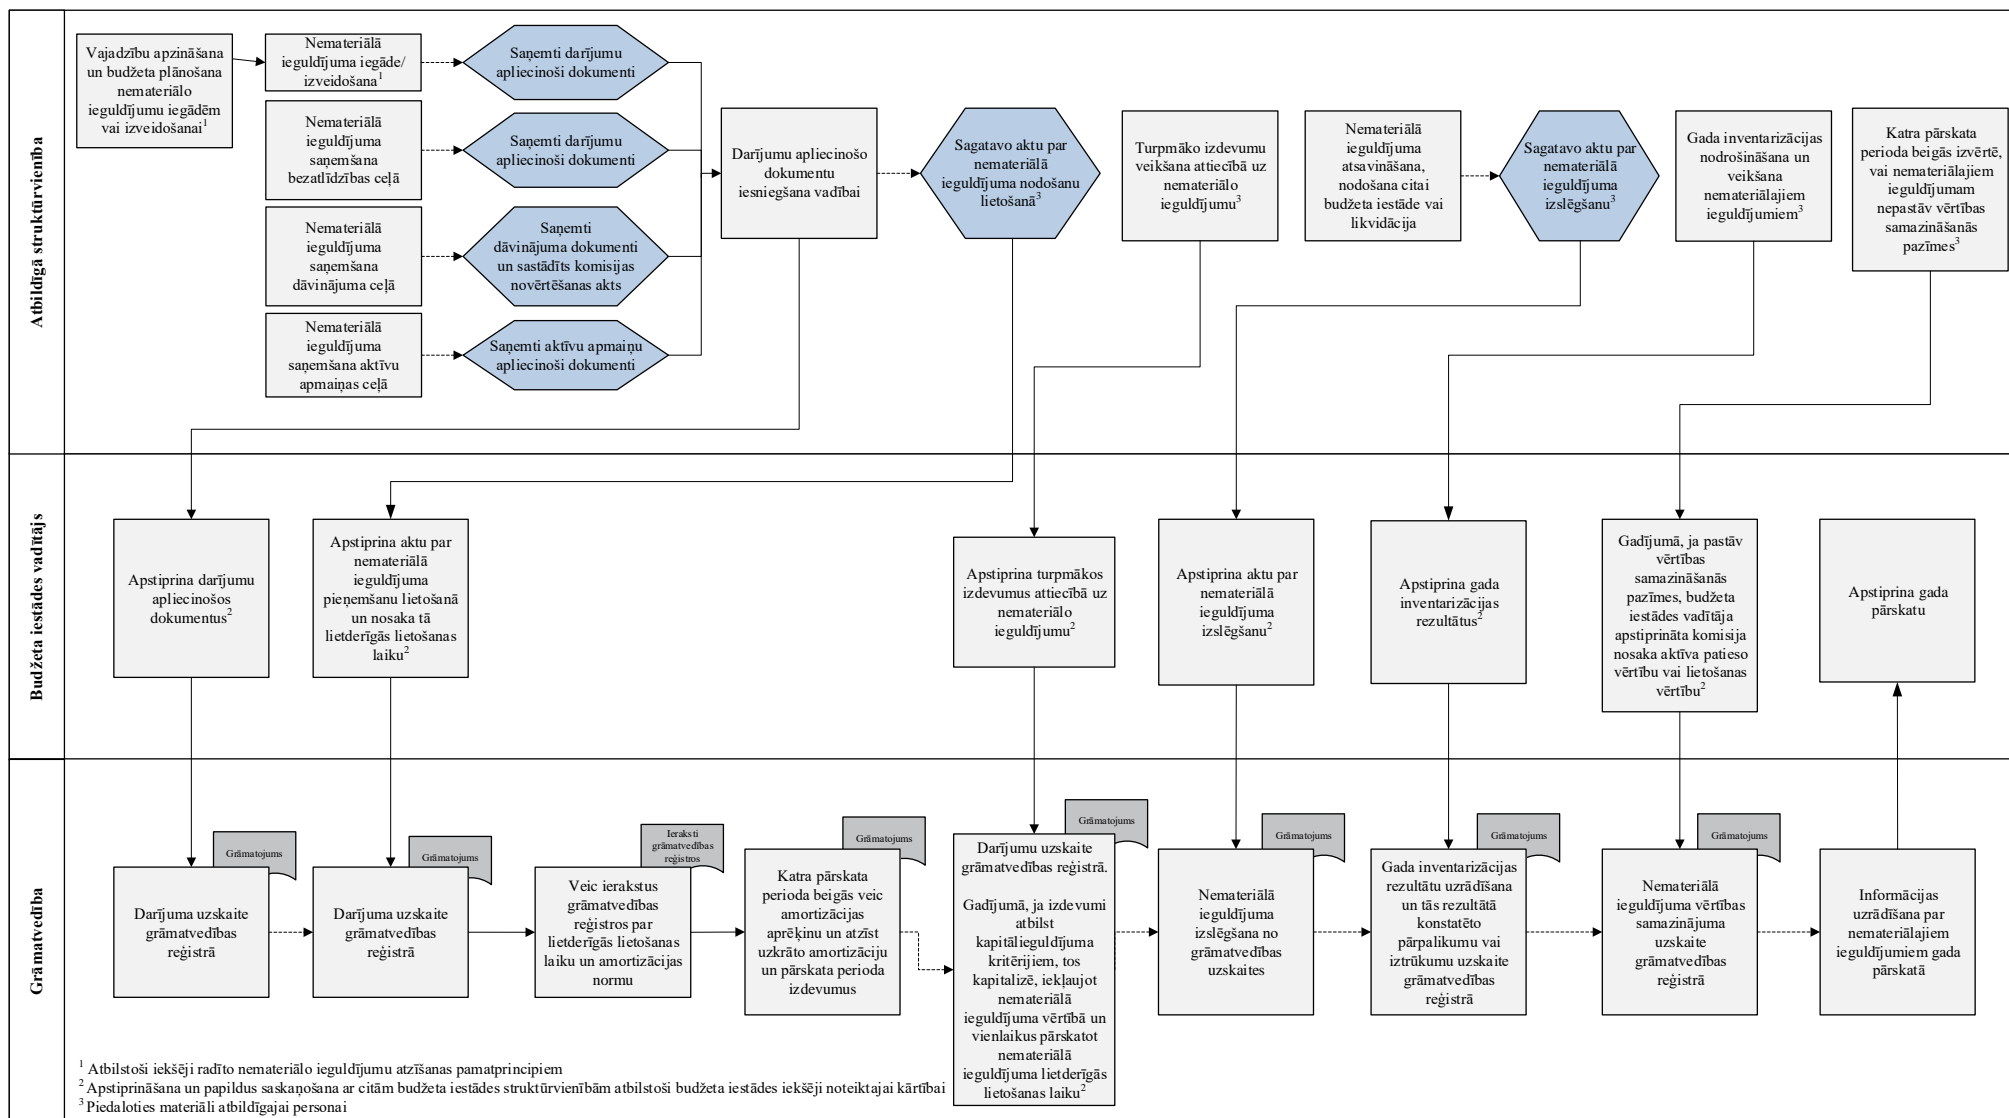 Atbildīgā struktūrvienība
Vajadzību apzināšana
un budžeta plānošana
nemateriālo
ieguldījumu iegādēm
vai izveidošanai1
Nemateriālā
ieguldījuma iegāde/
izveidošana1
Saņemti darījumu
apliecinoši dokumenti
Nemateriālā
ieguldījuma
saņemšana
bezatlīdzības ceļā
Saņemti darījumu
apliecinoši dokumenti
Nemateriālā
ieguldījuma
saņemšana
dāvinājuma ceļā
Saņemti
dāvinājuma dokumenti
un sastādīts komisijas
novērtēšanas akts
Nemateriālā
ieguldījuma
saņemšana aktīvu
apmaiņas ceļā
Saņemti aktīvu apmaiņu
apliecinoši dokumenti
Darījumu apliecinošo
dokumentu
iesniegšana vadībai
Sagatavo aktu par
nemateriālā
ieguldījuma nodošanu
lietošanā3
Turpmāko izdevumu
veikšana attiecībā uz
nemateriālo
ieguldījumu3
Nemateriālā
ieguldījuma
atsavināšana,
nodošana citai
budžeta iestāde vai
likvidācija
Sagatavo aktu par
nemateriālā
ieguldījuma
izslēgšanu3
Gada inventarizācijas
nodrošināšana un
veikšana
nemateriālajiem
ieguldījumiem3
Katra pārskata
perioda beigās izvērtē,
vai nemateriālajiem
ieguldījumam
nepastāv vērtības
samazināšanās
pazīmes3
Budžeta iestādes vadītājs
Apstiprina darījumu
apliecinošos
dokumentus2
Apstiprina aktu par
nemateriālā
ieguldījuma
pieņemšanu lietošanā
un nosaka tā
lietderīgās lietošanas
laiku2
Apstiprina turpmākos
izdevumus attiecībā uz
nemateriālo
ieguldījumu2
Apstiprina aktu par
nemateriālā
ieguldījuma
izslēgšanu2
Apstiprina gada
inventarizācijas
rezultātus2
Gadījumā, ja pastāv
vērtības
samazināšanās
pazīmes, budžeta
iestādes vadītāja
apstiprināta komisija
nosaka aktīva patieso
vērtību vai lietošanas
vērtību2
Apstiprina gada
pārskatu
Grāmatvedība
Grāmatojums
Darījuma uzskaite
grāmatvedības
reģistrā
Grāmatojums
Darījuma uzskaite
grāmatvedības
reģistrā
Ieraksti
grāmatvedības
reģistros
Veic ierakstus
grāmatvedības
reģistros par
lietderīgās lietošanas
laiku un amortizācijas
normu
Grāmatojums
Katra pārskata
perioda beigās veic
amortizācijas
aprēķinu un atzīst
uzkrāto amortizāciju
un pārskata perioda
izdevumus
Grāmatojums
Darījumu uzskaite
grāmatvedības reģistrā.
Gadījumā, ja izdevumi
atbilst
kapitālieguldījuma
kritērijiem, tos
kapitalizē, iekļaujot
nemateriālā
ieguldījuma vērtībā un
vienlaikus pārskatot
nemateriālā
ieguldījuma lietderīgās
lietošanas laiku2
Grāmatojums
Nemateriālā
ieguldījuma
izslēgšana no
grāmatvedības
uzskaites
Grāmatojums
Gada inventarizācijas
rezultātu uzrādīšana
un tās rezultātā
konstatēto
pārpalikumu vai
iztrūkumu uzskaite
grāmatvedības
reģistrā
Grāmatojums
Nemateriālā
ieguldījuma vērtības
samazinājuma
uzskaite
grāmatvedības
reģistrā
Informācijas
uzrādīšana par
nemateriālajiem
ieguldījumiem gada
pārskatā
1 Atbilstoši iekšēji radīto nemateriālo ieguldījumu atzīšanas pamatprincipiem
2 Apstiprināšana un papildus saskaņošana ar citām budžeta iestādes struktūrvienībām atbilstoši budžeta iestādes iekšēji noteiktajai kārtībai
3 Piedaloties materiāli atbildīgajai personai